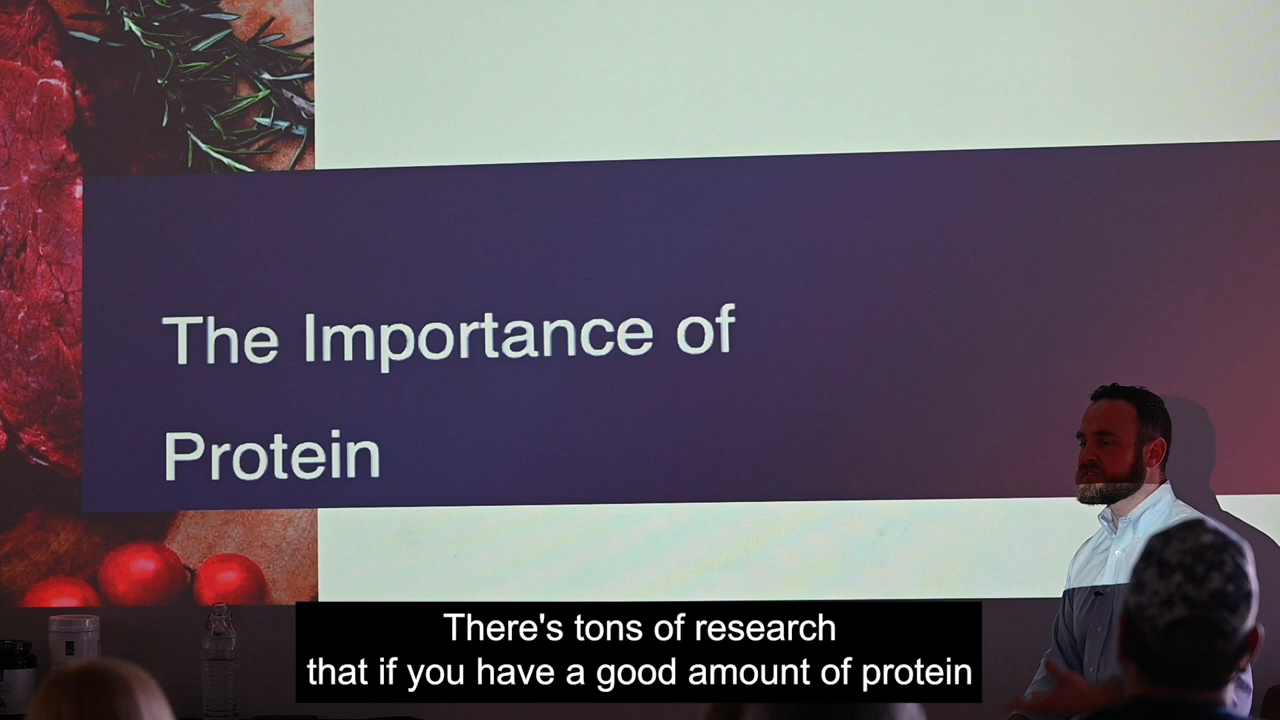 The Importance of
Protein
There's tons of research
that if you have a good amount of protein